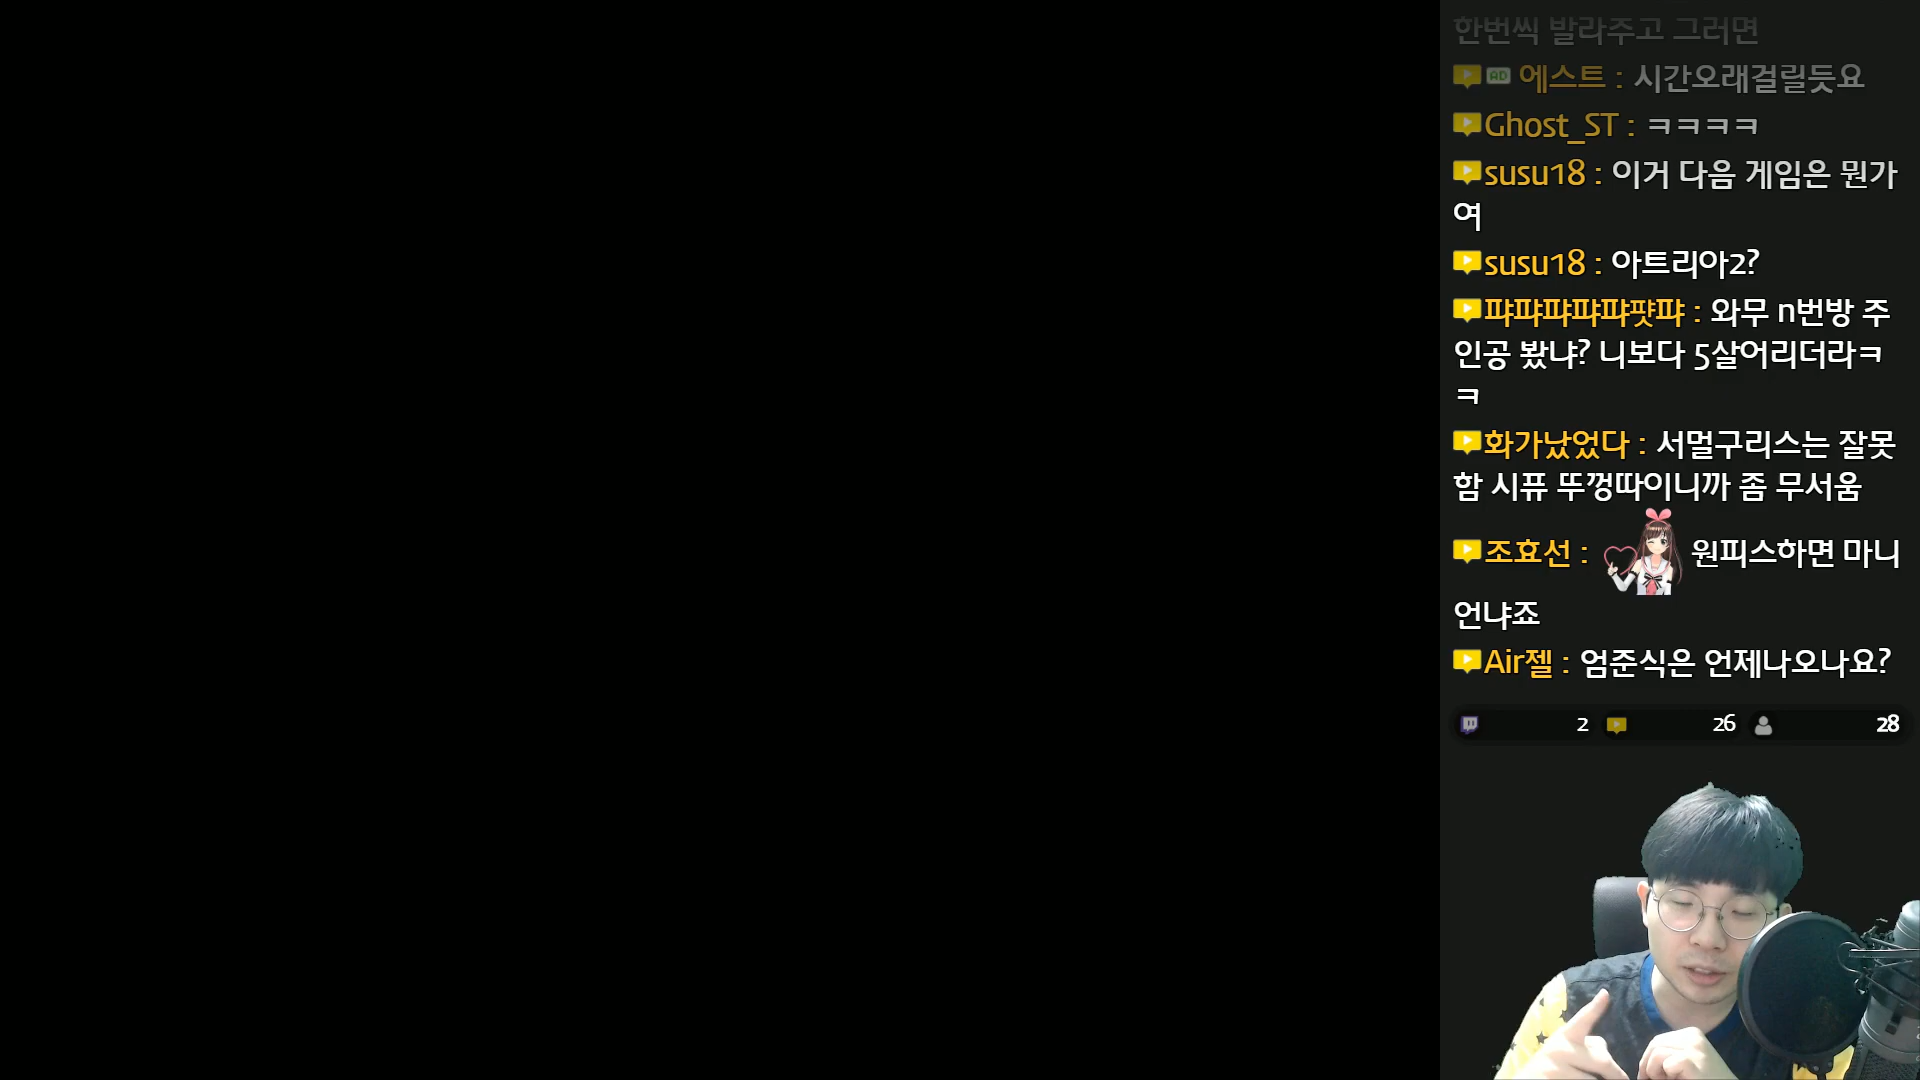 한번씩 발라주고 그러면
AD 에스트 : 시간오래걸릴듯요
Ghost_ST : ㅋㅋㅋㅋ
susu18 : 이거 다음 게임은 뭔가
여
susu18 : 아트리아2?
퍄퍄퍄퍄퍄퍗퍄 : 와무 n번방 주
인공 봤냐? 니보다 5살어리더라ㅋ
ㅋ
화가났었다 : 서멀구리스는 잘못
함 시퓨 뚜껑따이니까 좀 무서움
조효선 : 원피스하면 마니
언냐죠
Air젤 : 엄준식은 언제나오나요?
2 26 28